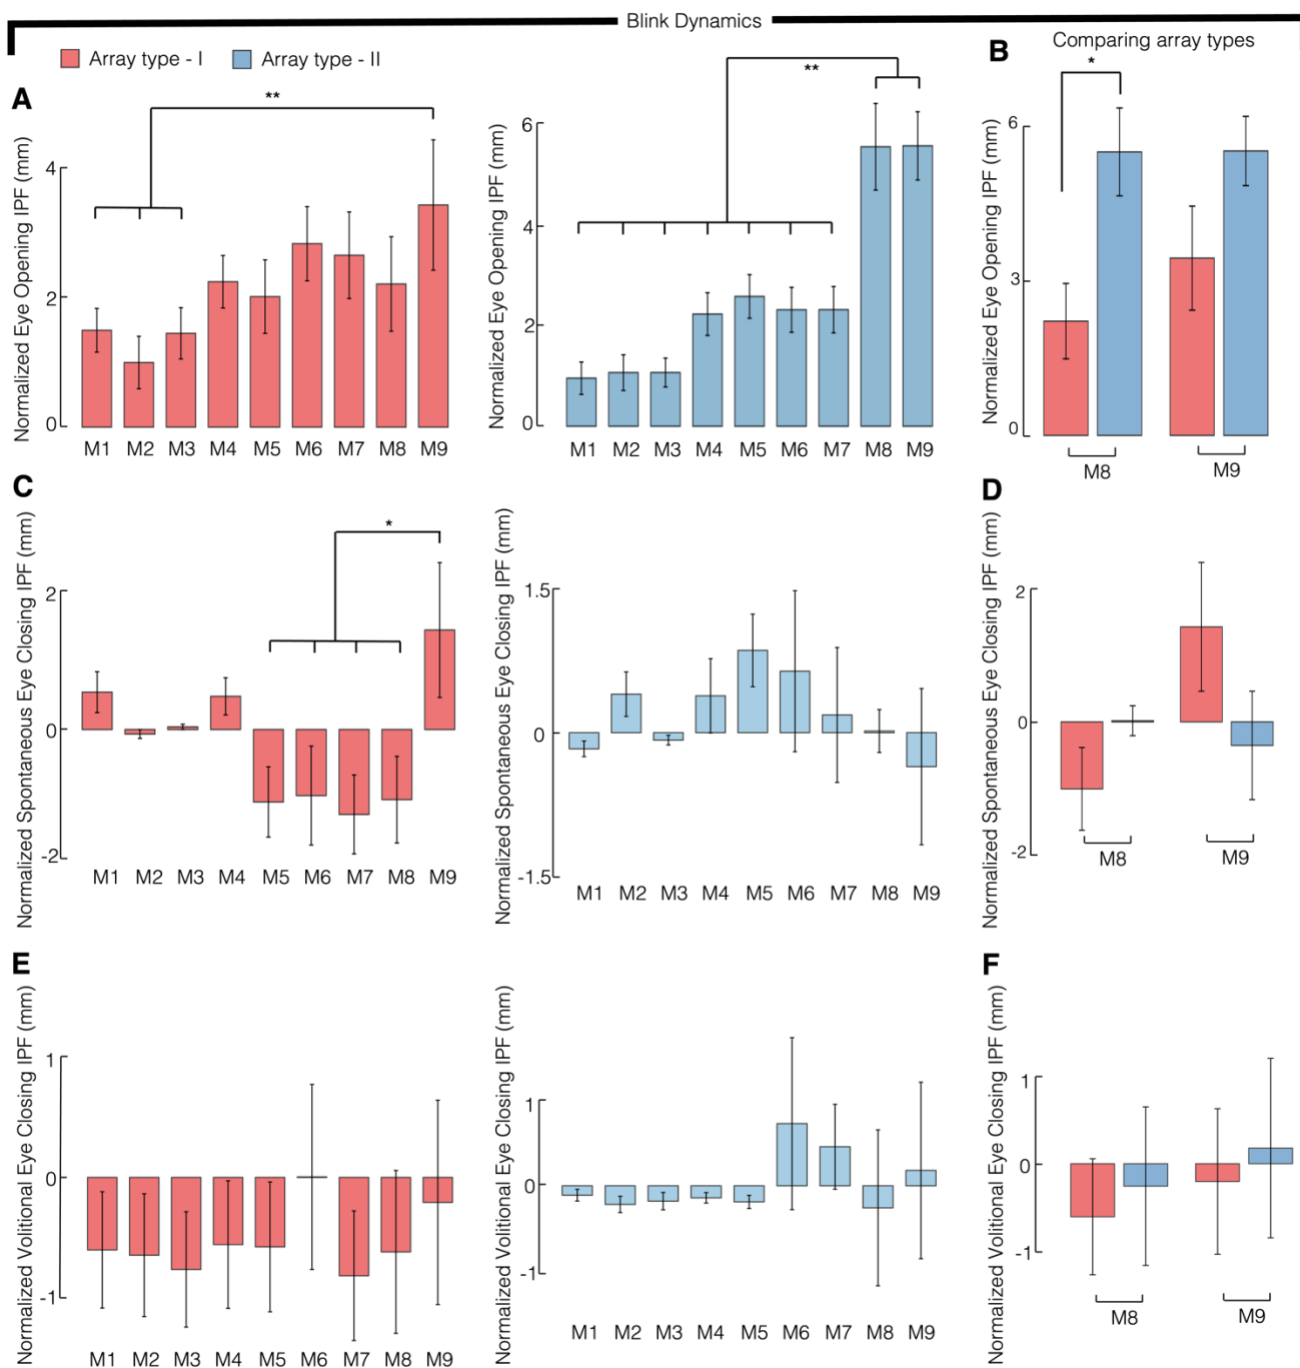 Blink Dynamics
Array type - I
Array type - II
A
Normalized Eye Opening IPF (mm)
4
2
0
**
M1 M2 M3 M4 M5 M6 M7 M8 M9
Normalized Eye Opening IPF (mm)
6
4
2
0
**
M1 M2 M3 M4 M5 M6 M7 M8 M9
B
Comparing array types
Normalized Eye Opening IPF (mm)
6
3
0
*
M8 M9
C
Normalized Spontaneous Eye Closing IPF (mm)
2
0
-2
*
M1 M2 M3 M4 M5 M6 M7 M8 M9
Normalized Spontaneous Eye Closing IPF (mm)
1.5
0
-1.5
M1 M2 M3 M4 M5 M6 M7 M8 M9
D
Normalized Spontaneous Eye Closing IPF (mm)
2
0
-2
M8 M9
E
Normalized Volitional Eye Closing IPF (mm)
1
0
-1
M1 M2 M3 M4 M5 M6 M7 M8 M9
Normalized Volitional Eye Closing IPF (mm)
1
0
-1
M1 M2 M3 M4 M5 M6 M7 M8 M9
F
Normalized Volitional Eye Closing IPF (mm)
1
0
-1
M8 M9